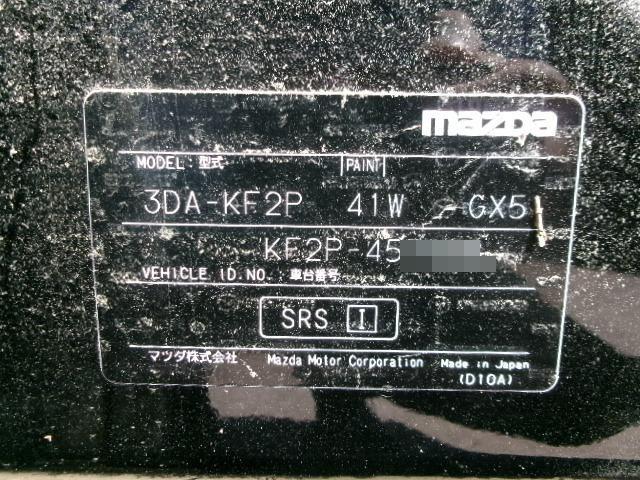 mazda
MODEL: 型式 PAINT
3DA-KF2P 41W -GX5
KF2P-45
VEHICLE I.D.NO. 車台番号
SRS I
マツダ株式会社 Mazda Motor Corporation Made in Japan
(D10A)